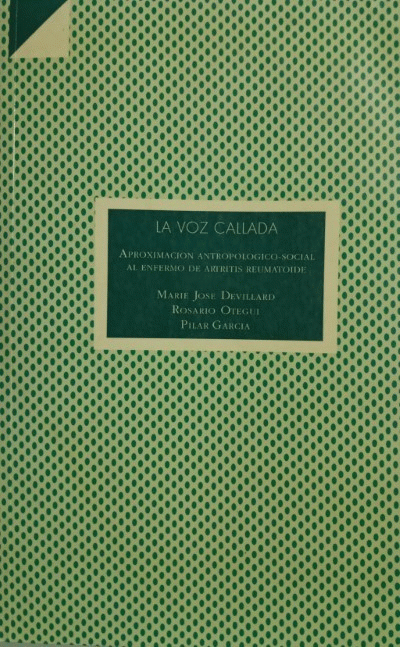 LA VOZ CALLADA
APROXIMACION ANTROPOLOGICO-SOCIAL
AL ENFERMO DE ARTRITIS REUMATOIDE
MARIE JOSE DEVILLARD
ROSARIO OTEGUI
PILAR GARCIA